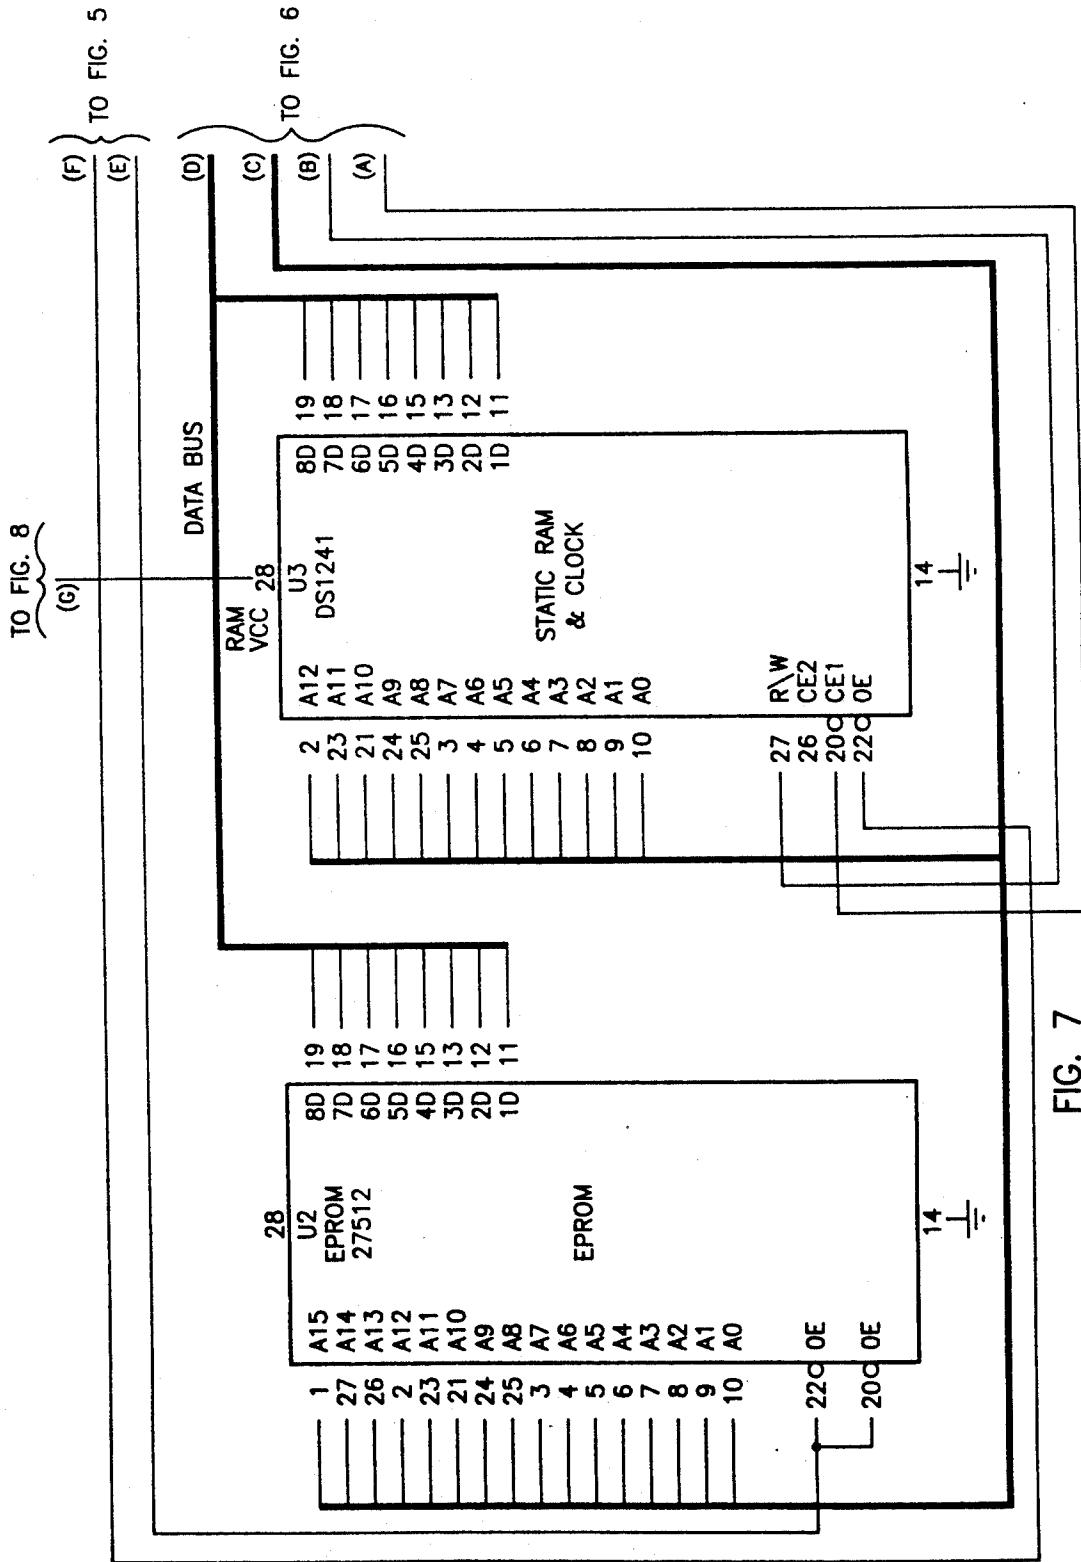 TO FIG. 5
(F)
(E)
TO FIG. 6
(D)
(C)
(B)
(A)
TO FIG. 8
(G)
DATA BUS
RAM
VCC
28
U3
DS1241
STATIC RAM
& CLOCK
2 A12
23 A11
21 A10
24 A9
25 A8
3 A7
4 A6
5 A5
6 A4
7 A3
8 A2
9 A1
10 A0
27 R\W
26 CE2
20 CE1
22 OE
8D 19
7D 18
6D 17
5D 16
4D 15
3D 13
2D 12
1D 11
14
28
U2
EPROM
27512
EPROM
1 A15
27 A14
26 A13
2 A12
23 A11
21 A10
24 A9
25 A8
3 A7
4 A6
5 A5
6 A4
7 A3
8 A2
9 A1
10 A0
22 OE
20 OE
8D 19
7D 18
6D 17
5D 16
4D 15
3D 13
2D 12
1D 11
14
FIG. 7